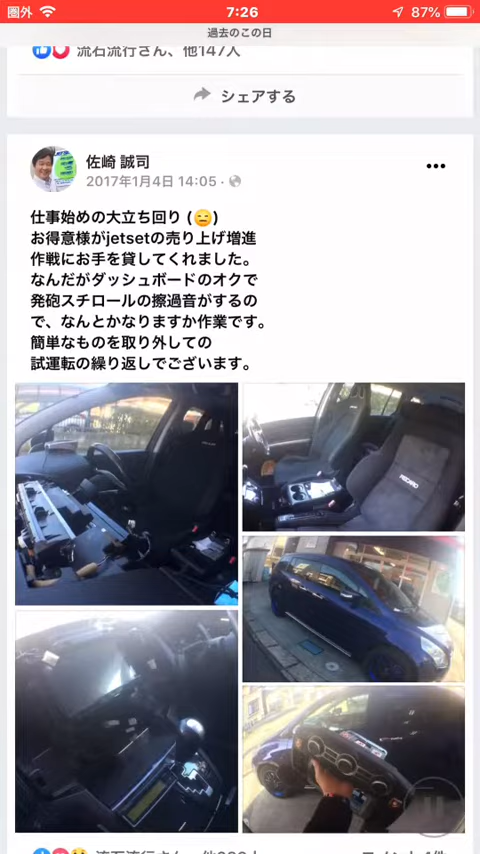 圏外 7:26 87%
過去のこの日
流石流行さん、他147人
シェアする
佐崎 誠司
2017年1月4日 14:05
仕事始めの大立ち回り (😑)
お得意様がjetsetの売り上げ増進
作戦にお手を貸してくれました。
なんだがダッシュボードのオクで
発砲スチロールの擦過音がするの
で、なんとかなりますか作業です。
簡単なものを取り外しての
試運転の繰り返しでございます。
RECARO